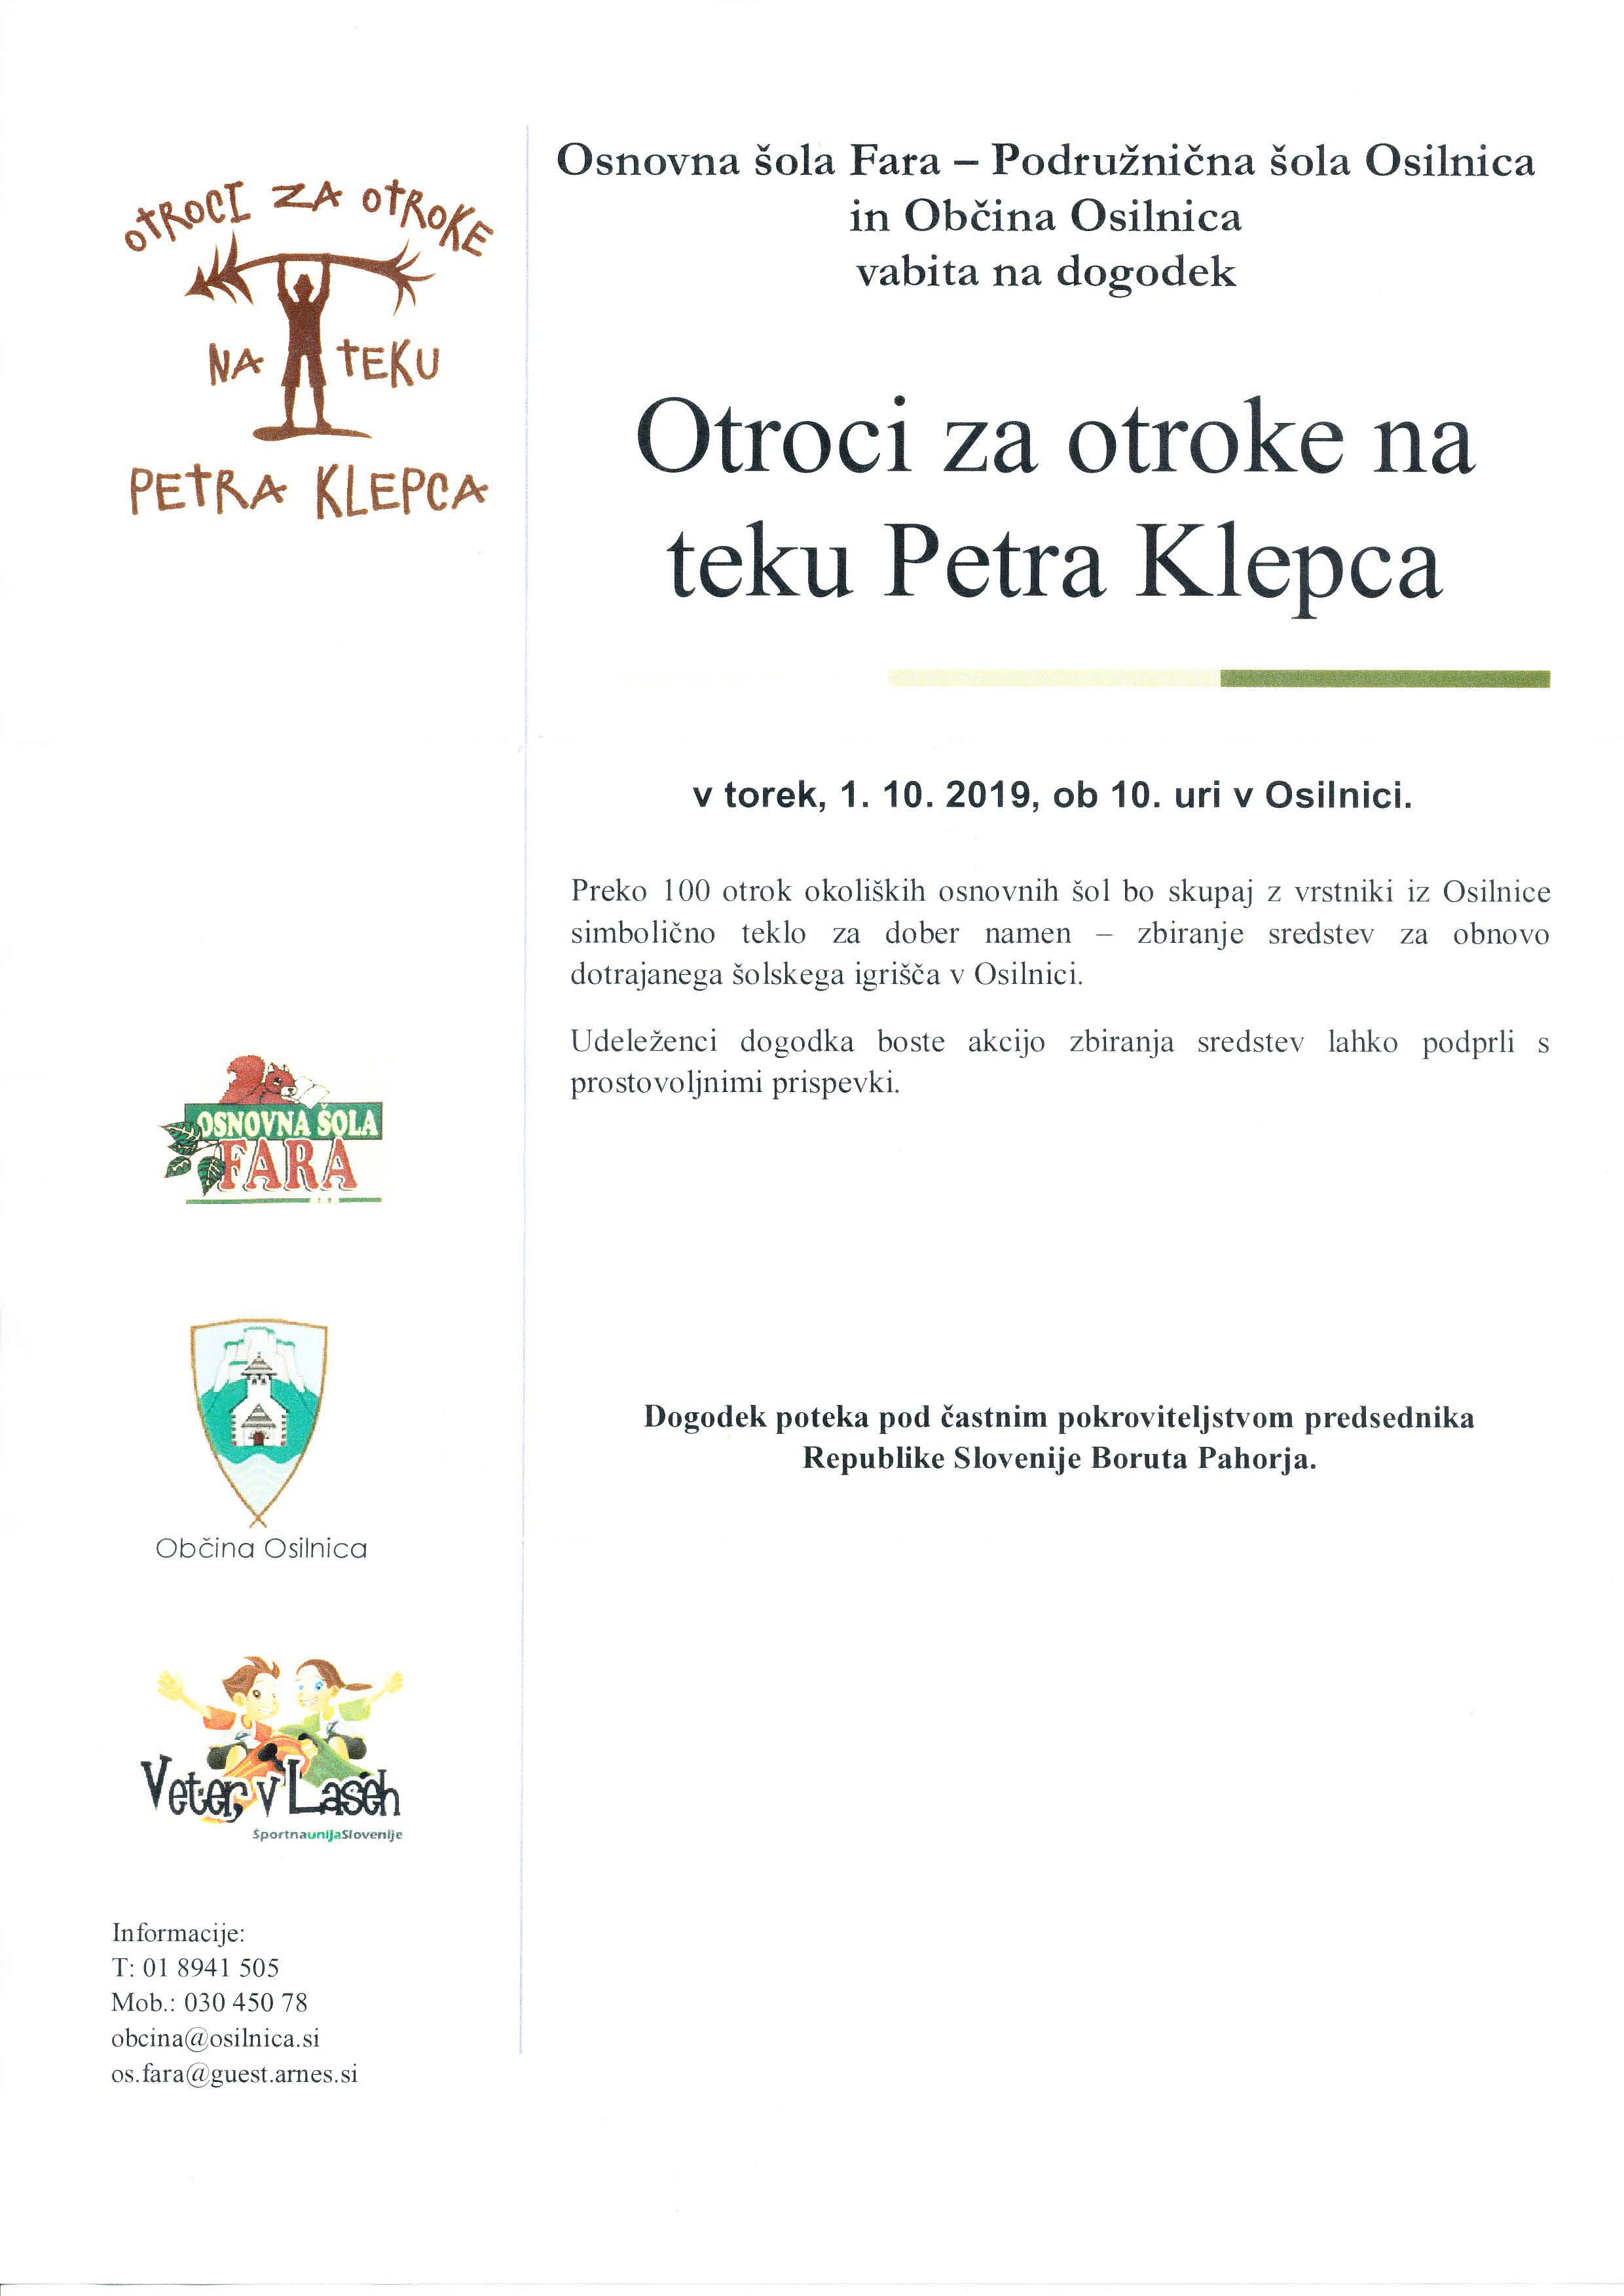 OTROCI ZA OTROKE
NA TEKU
PETRA KLEPCA
Osnovna šola Fara – Podružnična šola Osilnica
in Občina Osilnica
vabita na dogodek
Otroci za otroke na
teku Petra Klepca
v torek, 1. 10. 2019, ob 10. uri v Osilnici.
Preko 100 otrok okoliških osnovnih šol bo skupaj z vrstniki iz Osilnice
simbolično teklo za dober namen – zbiranje sredstev za obnovo
dotrajanega šolskega igrišča v Osilnici.
Udeleženci dogodka boste akcijo zbiranja sredstev lahko podprli s
prostovoljnimi prispevki.
OSNOVNA ŠOLA
FARA
Dogodek poteka pod častnim pokroviteljstvom predsednika
Republike Slovenije Boruta Pahorja.
Občina Osilnica
Veter v Laseh
ŠportnaunijaSlovenije
Informacije:
T: 01 8941 505
Mob.: 030 450 78
obcina@osilnica.si
os.fara@guest.arnes.si